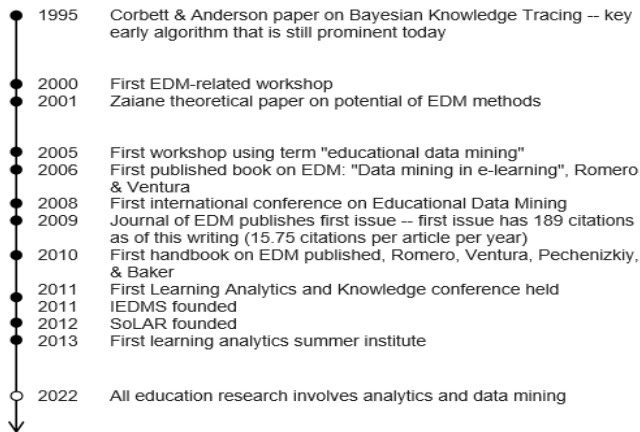 1995 Corbett & Anderson paper on Bayesian Knowledge Tracing -- key
early algorithm that is still prominent today
2000 First EDM-related workshop
2001 Zaiane theoretical paper on potential of EDM methods
2005 First workshop using term "educational data mining"
2006 First published book on EDM: "Data mining in e-learning", Romero
& Ventura
2008 First international conference on Educational Data Mining
2009 Journal of EDM publishes first issue -- first issue has 189 citations
as of this writing (15.75 citations per article per year)
2010 First handbook on EDM published, Romero, Ventura, Pechenizkiy,
& Baker
2011 First Learning Analytics and Knowledge conference held
2011 IEDMS founded
2012 SoLAR founded
2013 First learning analytics summer institute
2022 All education research involves analytics and data mining